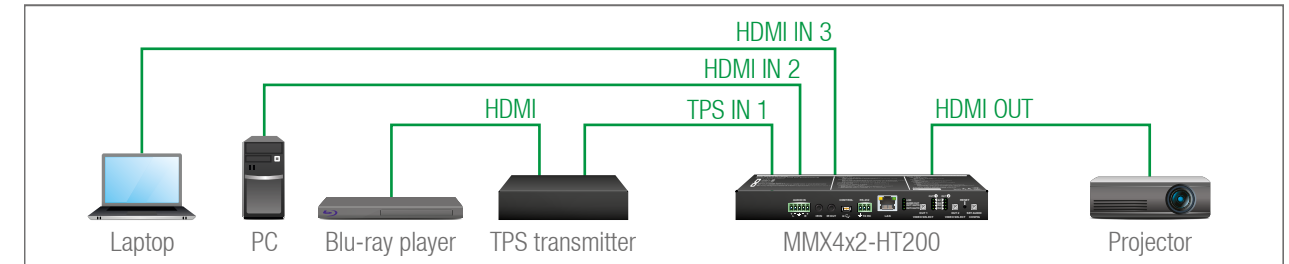 HDMI IN 3
HDMI IN 2
HDMI
TPS IN 1
HDMI OUT
Laptop
PC
Blu-ray player
TPS transmitter
MMX4x2-HT200
Projector